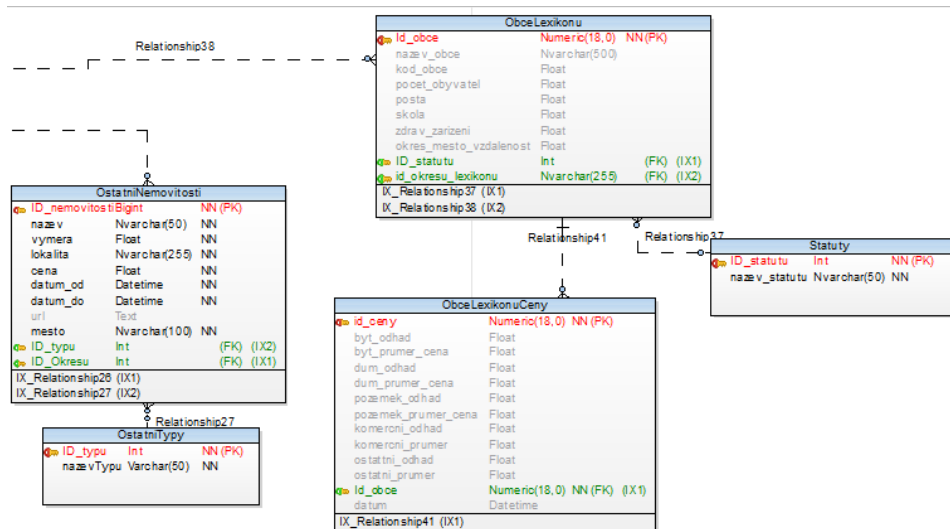 ObceLexikonu
Id_obce Numeric(18,0) NN (PK)
nazev_obce Nvarchar(500)
kod_obce Float
pocet_obyvatel Float
posta Float
skola Float
zdrav_zarizeni Float
okres_mesto_vzdalenost Float
ID_statutu Int (FK) (IX1)
id_okresu_lexikonu Nvarchar(255) (FK) (IX2)
IX_Relationship37 (IX1)
IX_Relationship38 (IX2)
Relationship38
OstatniNemovitosti
ID_nemovitosti Bigint NN (PK)
nazev Nvarchar(50) NN
vymera Float NN
lokalita Nvarchar(255) NN
cena Float NN
datum_od Datetime NN
datum_do Datetime NN
url Text
mesto Nvarchar(100) NN
ID_typu Int (FK) (IX2)
ID_Okresu Int (FK) (IX1)
IX_Relationship26 (IX1)
IX_Relationship27 (IX2)
Relationship27
OstatniTypy
ID_typu Int NN (PK)
nazevTypu Varchar(50) NN
Relationship41
Relationship37
Statuty
ID_statutu Int NN (PK)
nazev_statutu Nvarchar(50) NN
ObceLexikonuCeny
id_ceny Numeric(18,0) NN (PK)
byt_odhad Float
byt_prumer_cena Float
dum_odhad Float
dum_prumer_cena Float
pozemek_odhad Float
pozemek_prumer_cena Float
komercni_odhad Float
komercni_prumer Float
ostattni_odhad Float
ostatni_prumer Float
Id_obce Numeric(18,0) NN (FK) (IX1)
datum Datetime
IX_Relationship41 (IX1)